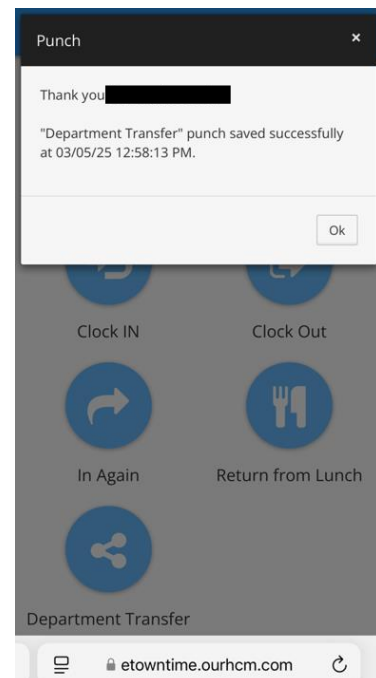 Punch ×
Thank you
"Department Transfer" punch saved successfully
at 03/05/25 12:58:13 PM.
Ok
Clock IN Clock Out
In Again Return from Lunch
Department Transfer
etowntime.ourhcm.com